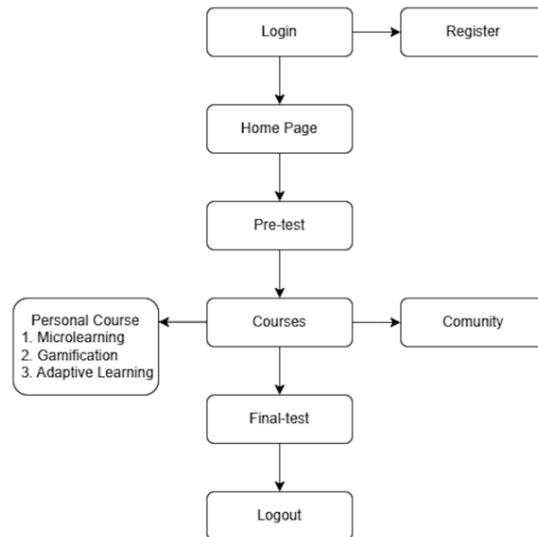 Login
Register
Home Page
Pre-test
Personal Course
1. Microlearning
2. Gamification
3. Adaptive Learning
Courses
Comunity
Final-test
Logout